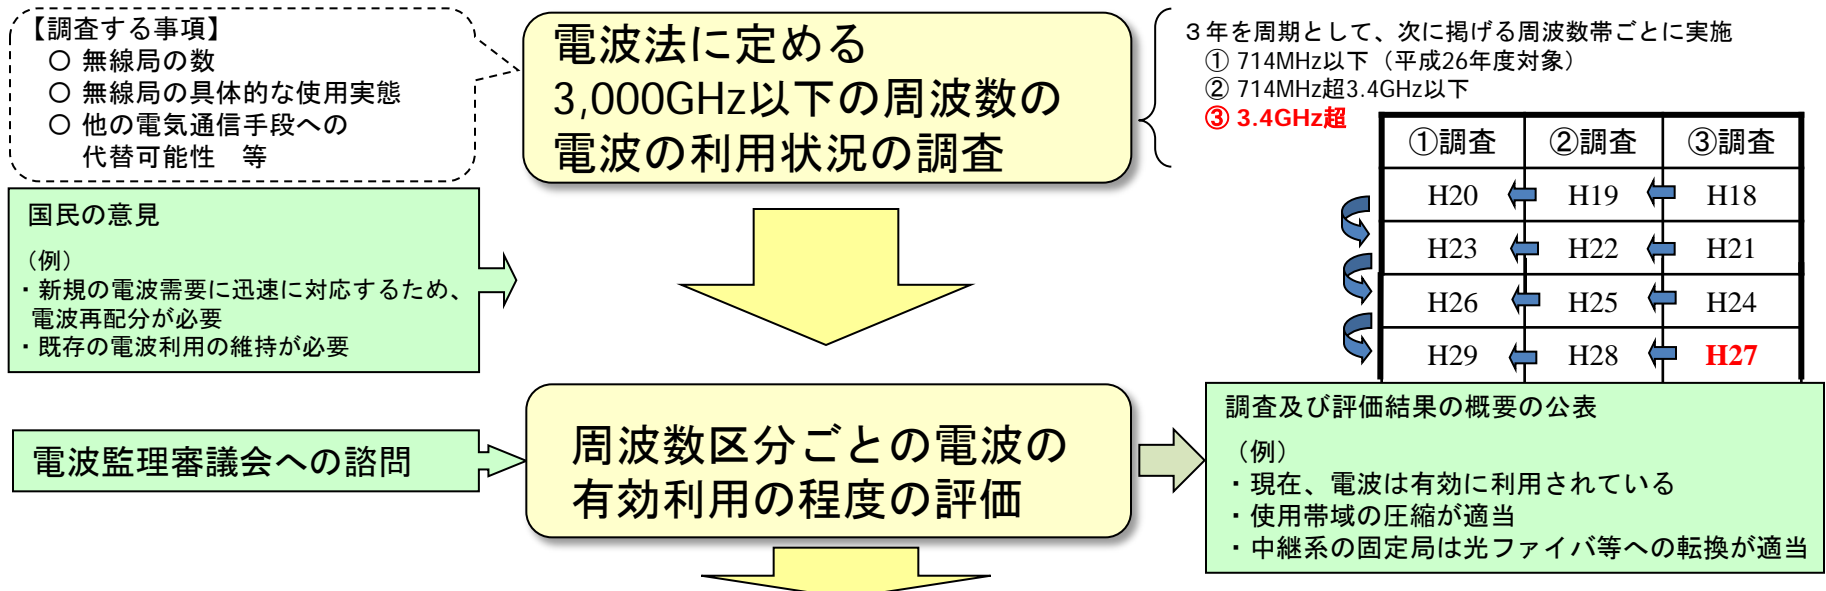 【調査する事項】
〇 無線局の数
〇 無線局の具体的な使用実態
〇 他の電気通信手段への
代替可能性　等
電波法に定める
3,000GHz以下の周波数の
電波の利用状況の調査
３年を周期として、次に掲げる周波数帯ごとに実施
① 714MHz以下（平成26年度対象）
② 714MHz超3.4GHz以下
③ 3.4GHz超
①調査 ②調査 ③調査
H20 H19 H18
H23 H22 H21
H26 H25 H24
H29 H28 H27
国民の意見
（例）
・新規の電波需要に迅速に対応するため、
電波再配分が必要
・既存の電波利用の維持が必要
電波監理審議会への諮問
周波数区分ごとの電波の
有効利用の程度の評価
調査及び評価結果の概要の公表
（例）
・現在、電波は有効に利用されている
・使用帯域の圧縮が適当
・中継系の固定局は光ファイバ等への転換が適当